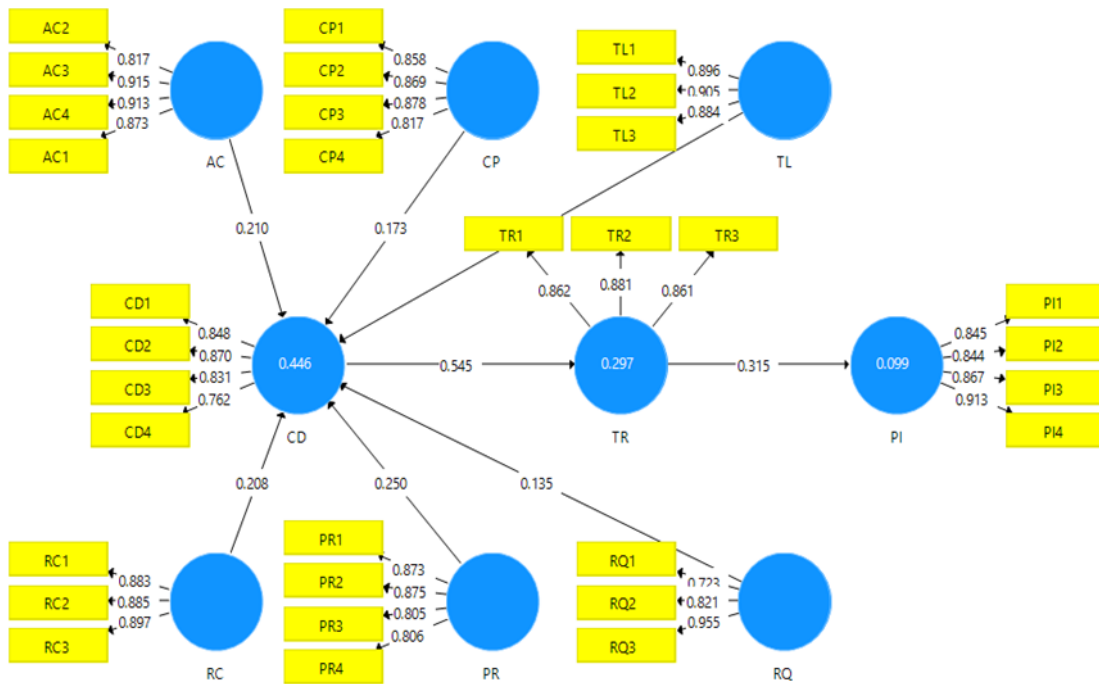 AC2
AC3
AC4
AC1
0.817
0.915
0.913
0.873
AC
CP1
CP2
CP3
CP4
0.858
0.869
0.878
0.817
CP
TL1
TL2
TL3
0.896
0.905
0.884
TL
0.210
0.173
TR1
TR2
TR3
0.862
0.881
0.861
CD1
CD2
CD3
CD4
0.848
0.870
0.831
0.762
0.446
CD
0.545
0.297
TR
0.315
0.099
PI
0.845
0.844
0.867
0.913
PI1
PI2
PI3
PI4
0.208
0.250
0.135
RC1
RC2
RC3
0.883
0.885
0.897
RC
PR1
PR2
PR3
PR4
0.873
0.875
0.805
0.806
PR
RQ1
RQ2
RQ3
0.723
0.821
0.955
RQ